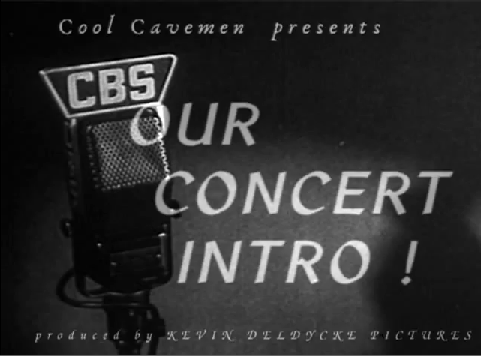 Cool Cavemen presents
CBS
OUR
CONCERT
INTRO !
produced by KEVIN DELDYCKE PICTURES